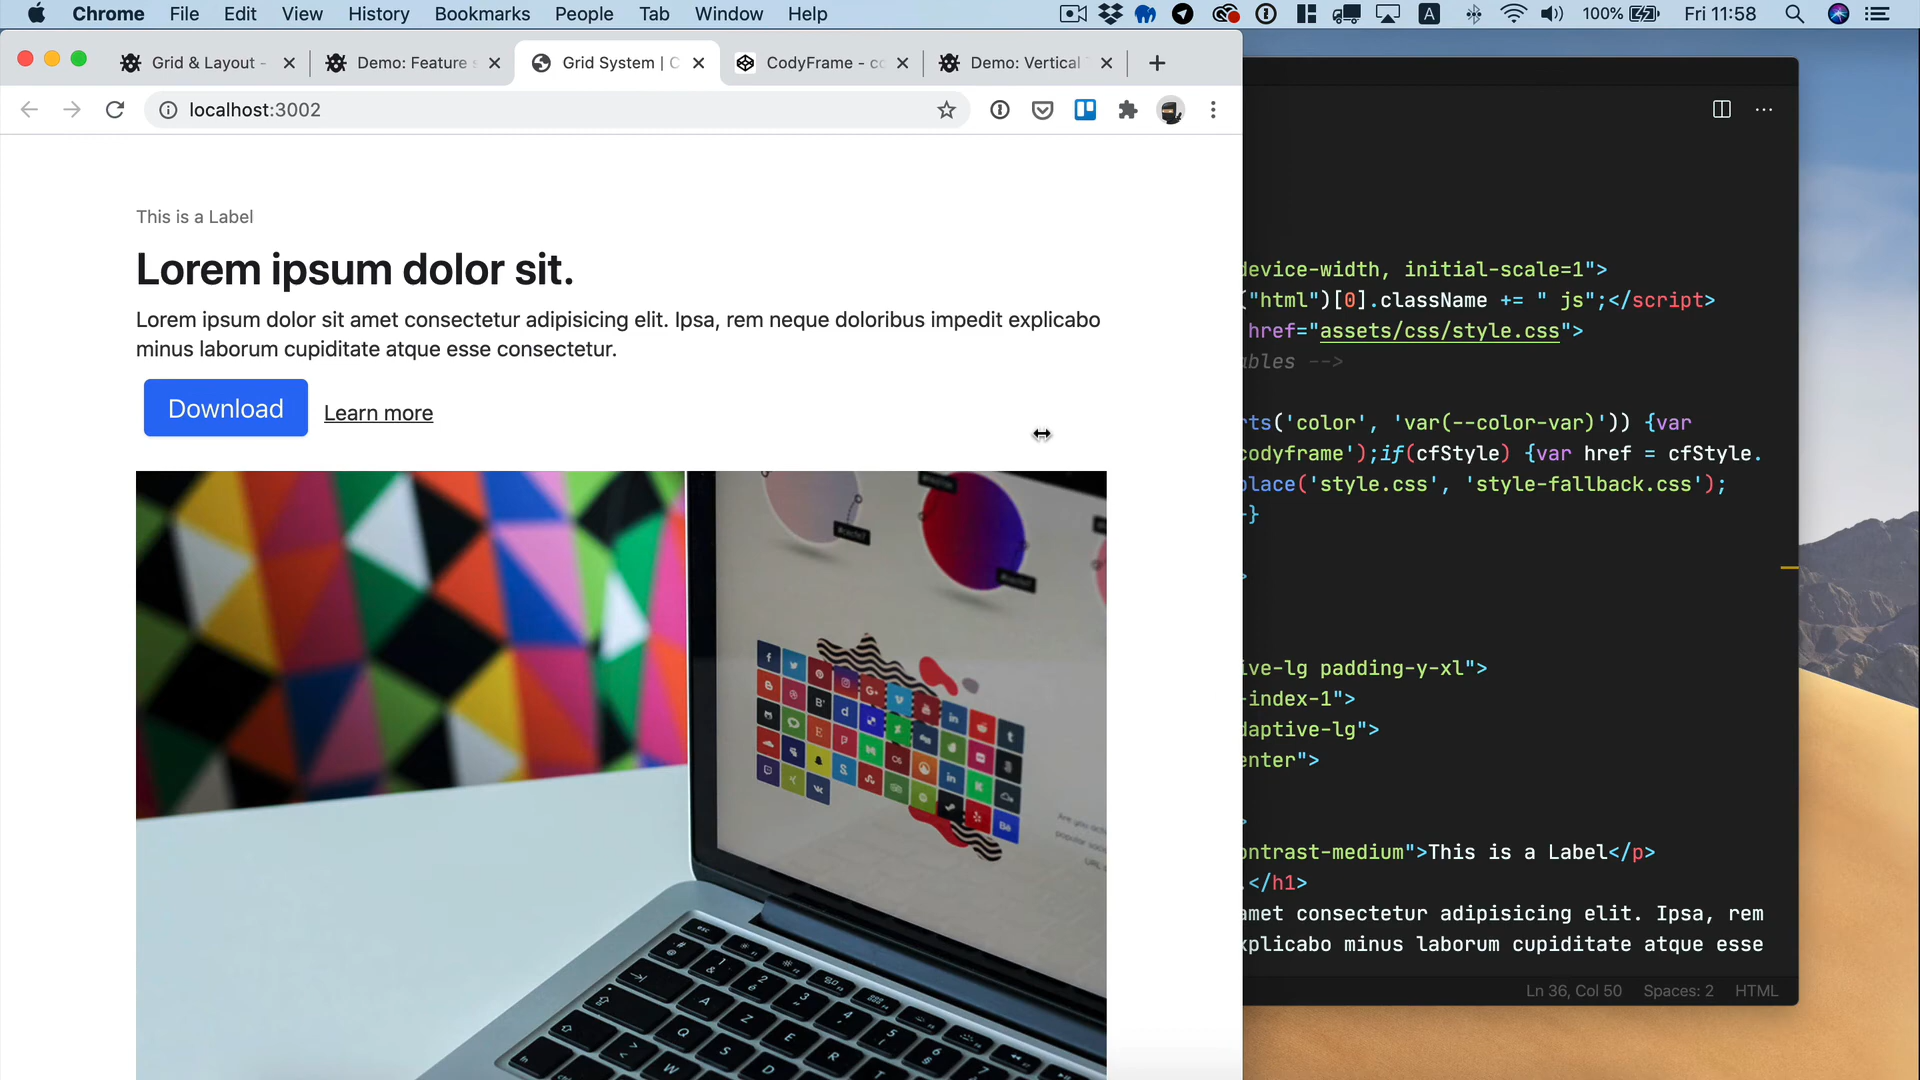 Chrome File Edit View History Bookmarks People Tab Window Help 100% Fri 11:58
Grid & Layout - Demo: Feature s Grid System | C CodyFrame - co Demo: Vertical
localhost:3002
This is a Label
Lorem ipsum dolor sit.
Lorem ipsum dolor sit amet consectetur adipisicing elit. Ipsa, rem neque doloribus impedit explicabo
minus laborum cupiditate atque esse consectetur.
Download Learn more
device-width, initial-scale=1">
("html")[0].className += " js";</script>
href="assets/css/style.css">
ables -->
rts('color', 'var(--color-var)')) {var
codyframe');if(cfStyle) {var href = cfStyle.
place('style.css', 'style-fallback.css');
}
>
ive-lg padding-y-xl">
-index-1">
daptive-lg">
enter">
>
ontrast-medium">This is a Label</p>
.</h1>
amet consectetur adipisicing elit. Ipsa, rem
xplicabo minus laborum cupiditate atque esse
Ln 36, Col 50 Spaces: 2 HTML